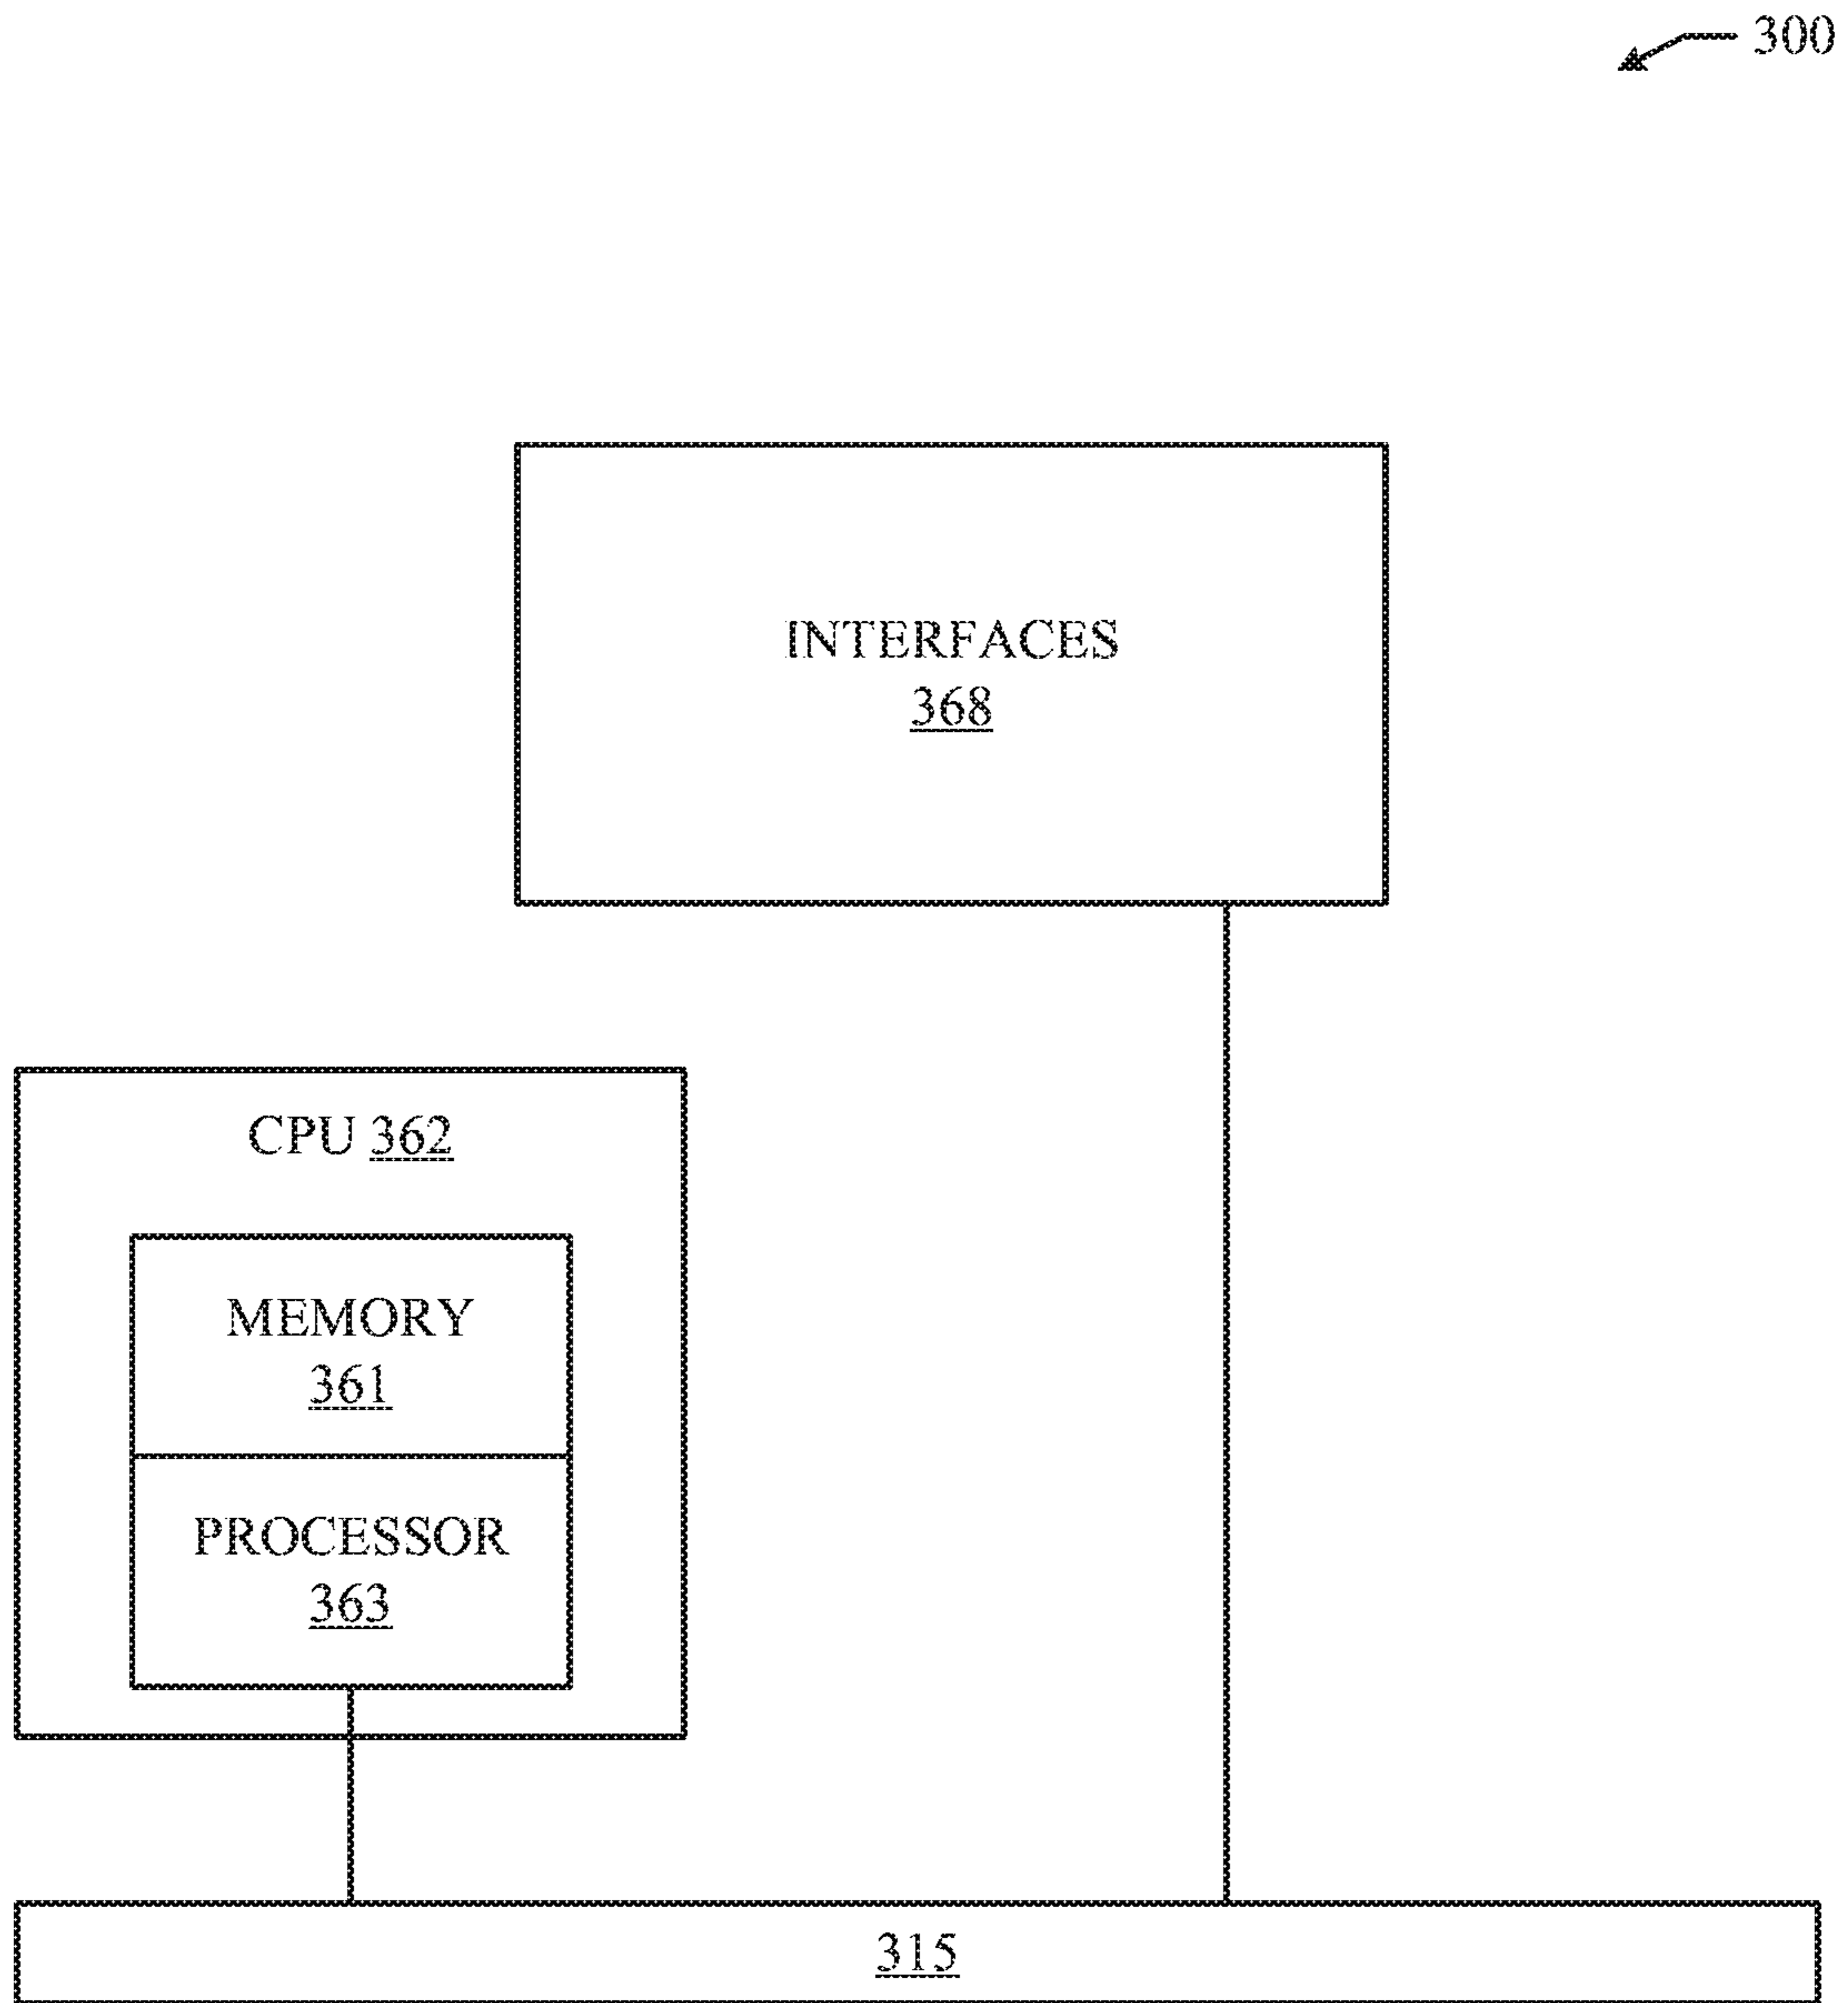 300
INTERFACES
368
CPU 362
MEMORY
361
PROCESSOR
363
315